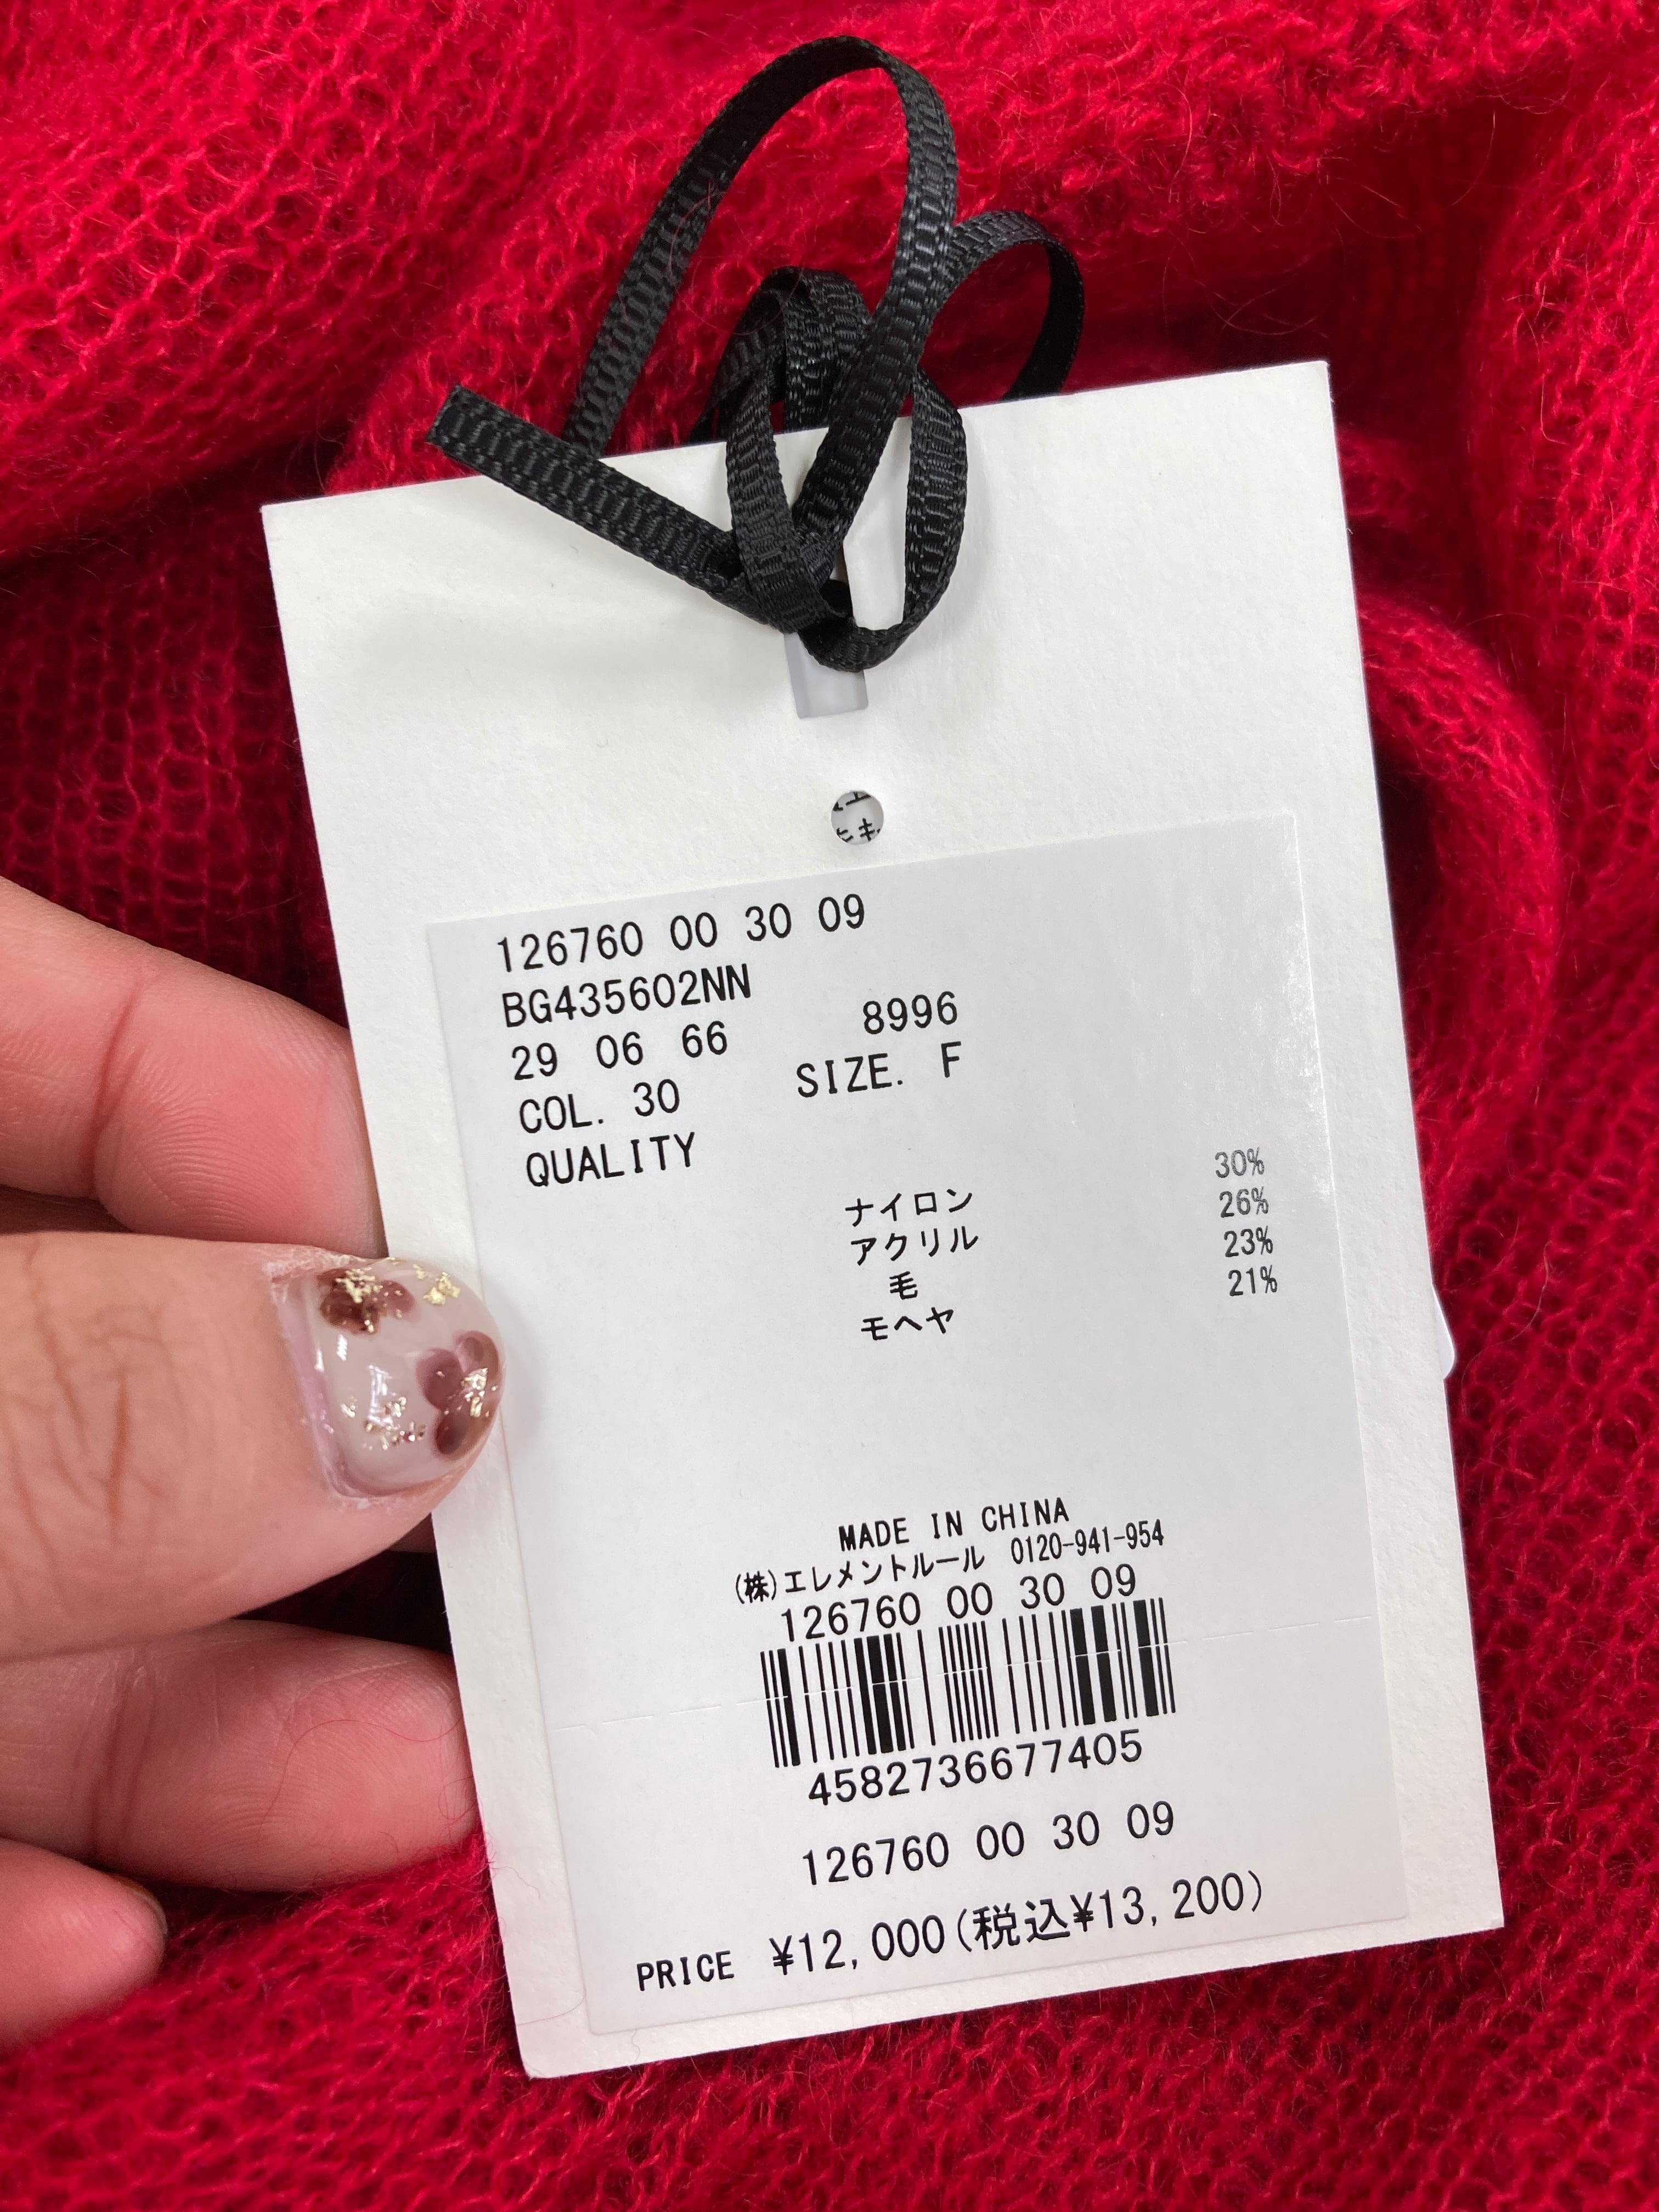 126760 00 30 09
BG435602NN
29 06 66 8996
COL. 30 SIZE. F
QUALITY
ナイロン 30%
アクリル 26%
毛 23%
モヘヤ 21%
MADE IN CHINA
(株)エレメントルール 0120-941-954
126760 00 30 09
4582736677405
126760 00 30 09
PRICE ¥12,000(税込¥13,200)